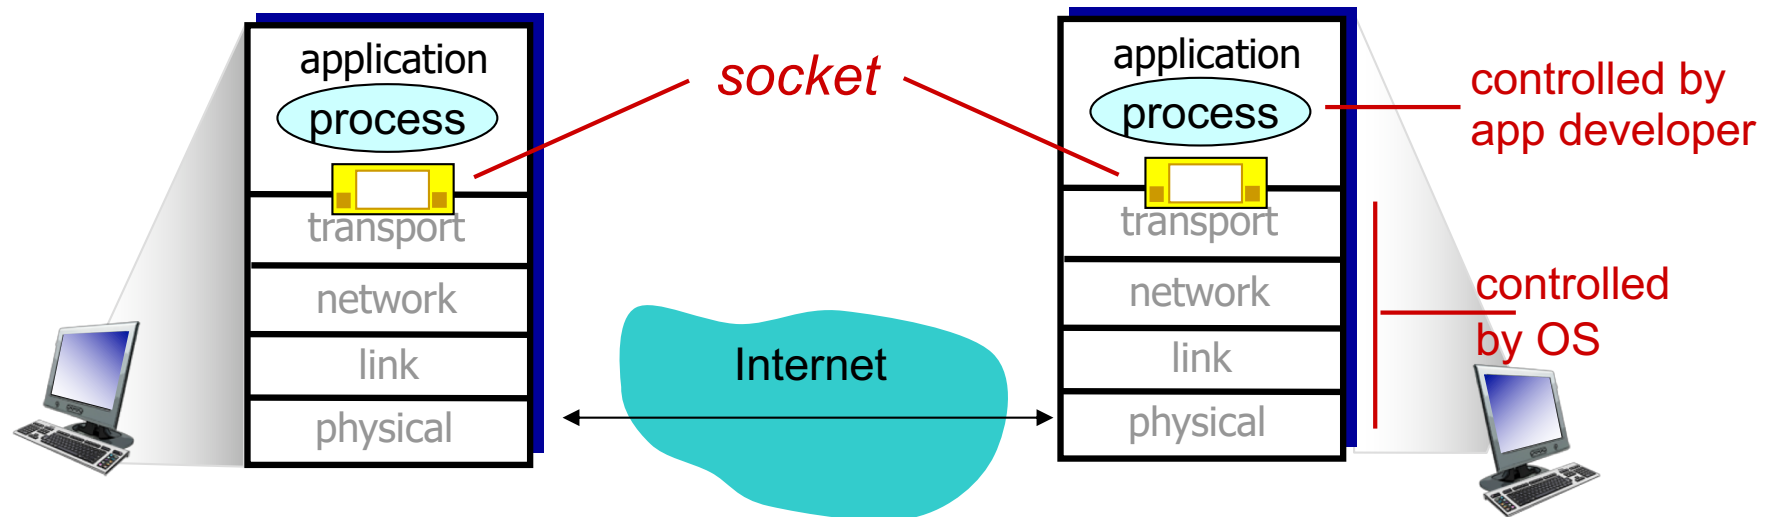 application
process
transport
network
link
physical
socket
Internet
application
process
transport
network
link
physical
controlled by
app developer
controlled
by OS